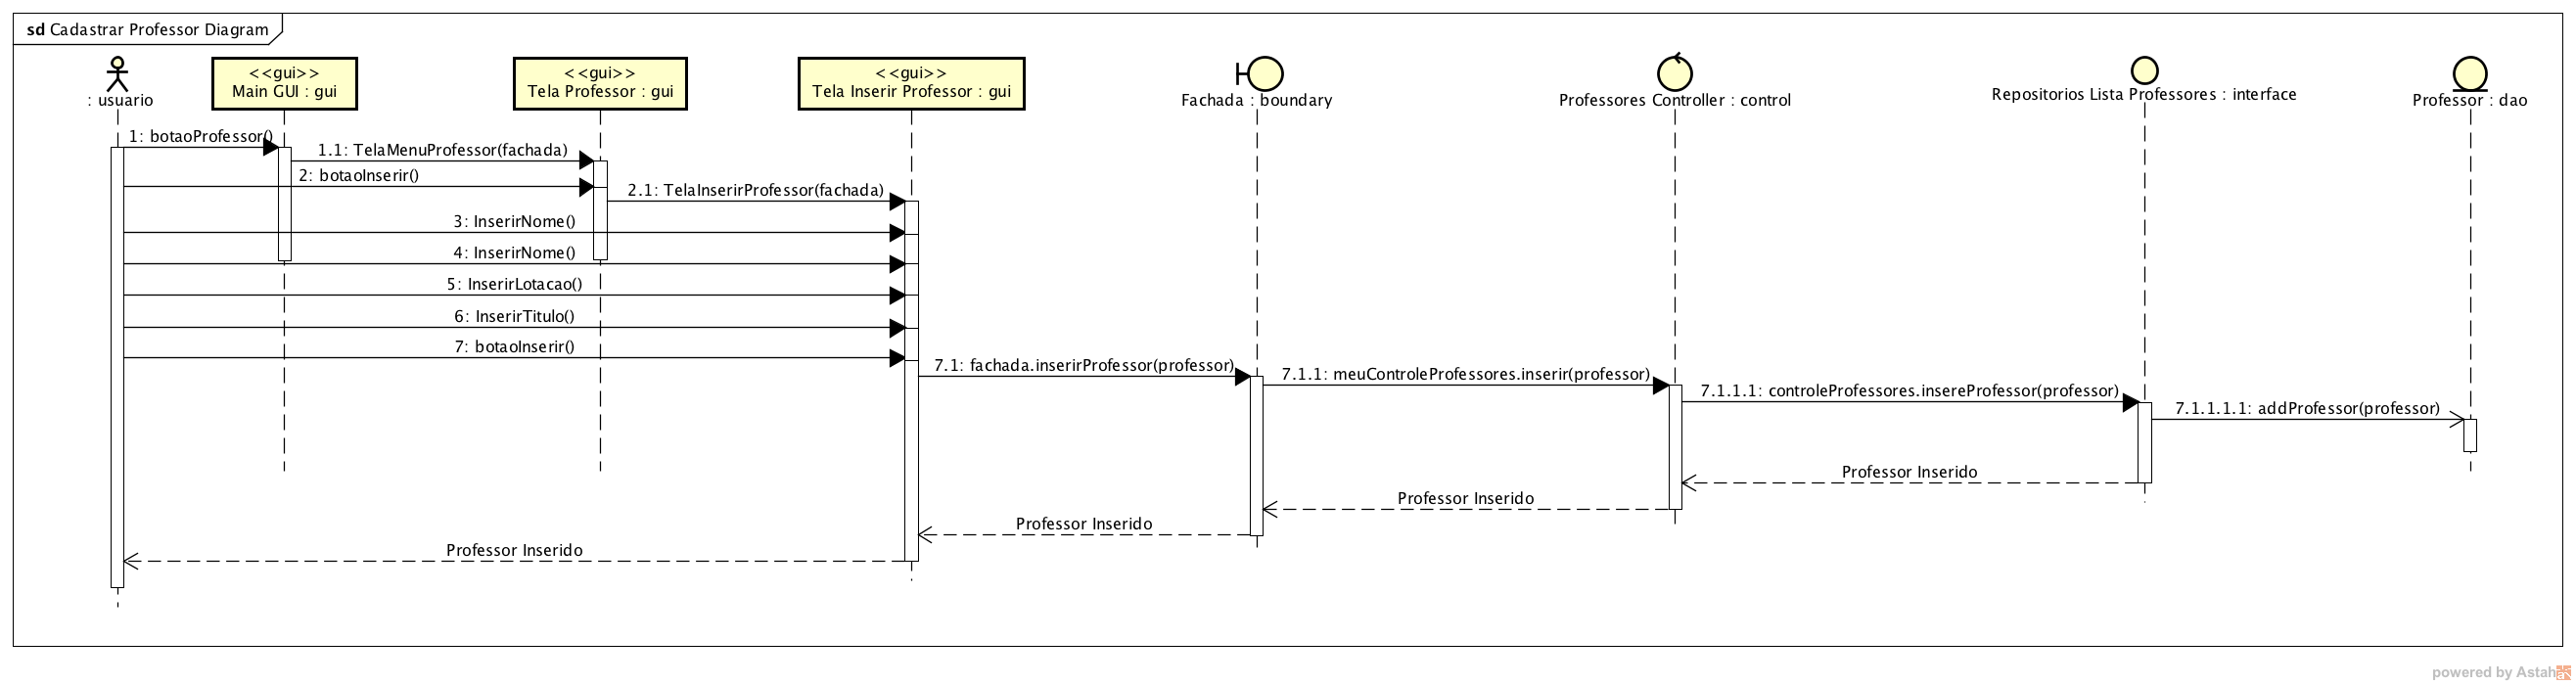 sd Cadastrar Professor Diagram
: usuario
<<gui>>
Main GUI : gui
<<gui>>
Tela Professor : gui
<<gui>>
Tela Inserir Professor : gui
Fachada : boundary
Professores Controller : control
Repositorios Lista Professores : interface
Professor : dao
1: botaoProfessor()
1.1: TelaMenuProfessor(fachada)
2: botaoInserir()
2.1: TelaInserirProfessor(fachada)
3: InserirNome()
4: InserirNome()
5: InserirLotacao()
6: InserirTitulo()
7: botaoInserir()
7.1: fachada.inserirProfessor(professor)
7.1.1: meuControleProfessores.inserir(professor)
7.1.1.1: controleProfessores.insereProfessor(professor)
7.1.1.1.1: addProfessor(professor)
Professor Inserido
Professor Inserido
Professor Inserido
Professor Inserido
powered by Astah